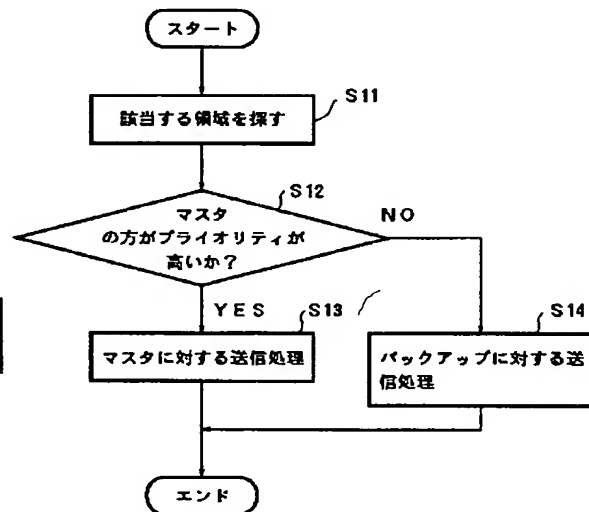 スタート
S11
該当する領域を探す
S12
マスタ
の方がプライオリティが
高いか？
NO
YES
S13
マスタに対する送信処理
S14
バックアップに対する送
信処理
エンド